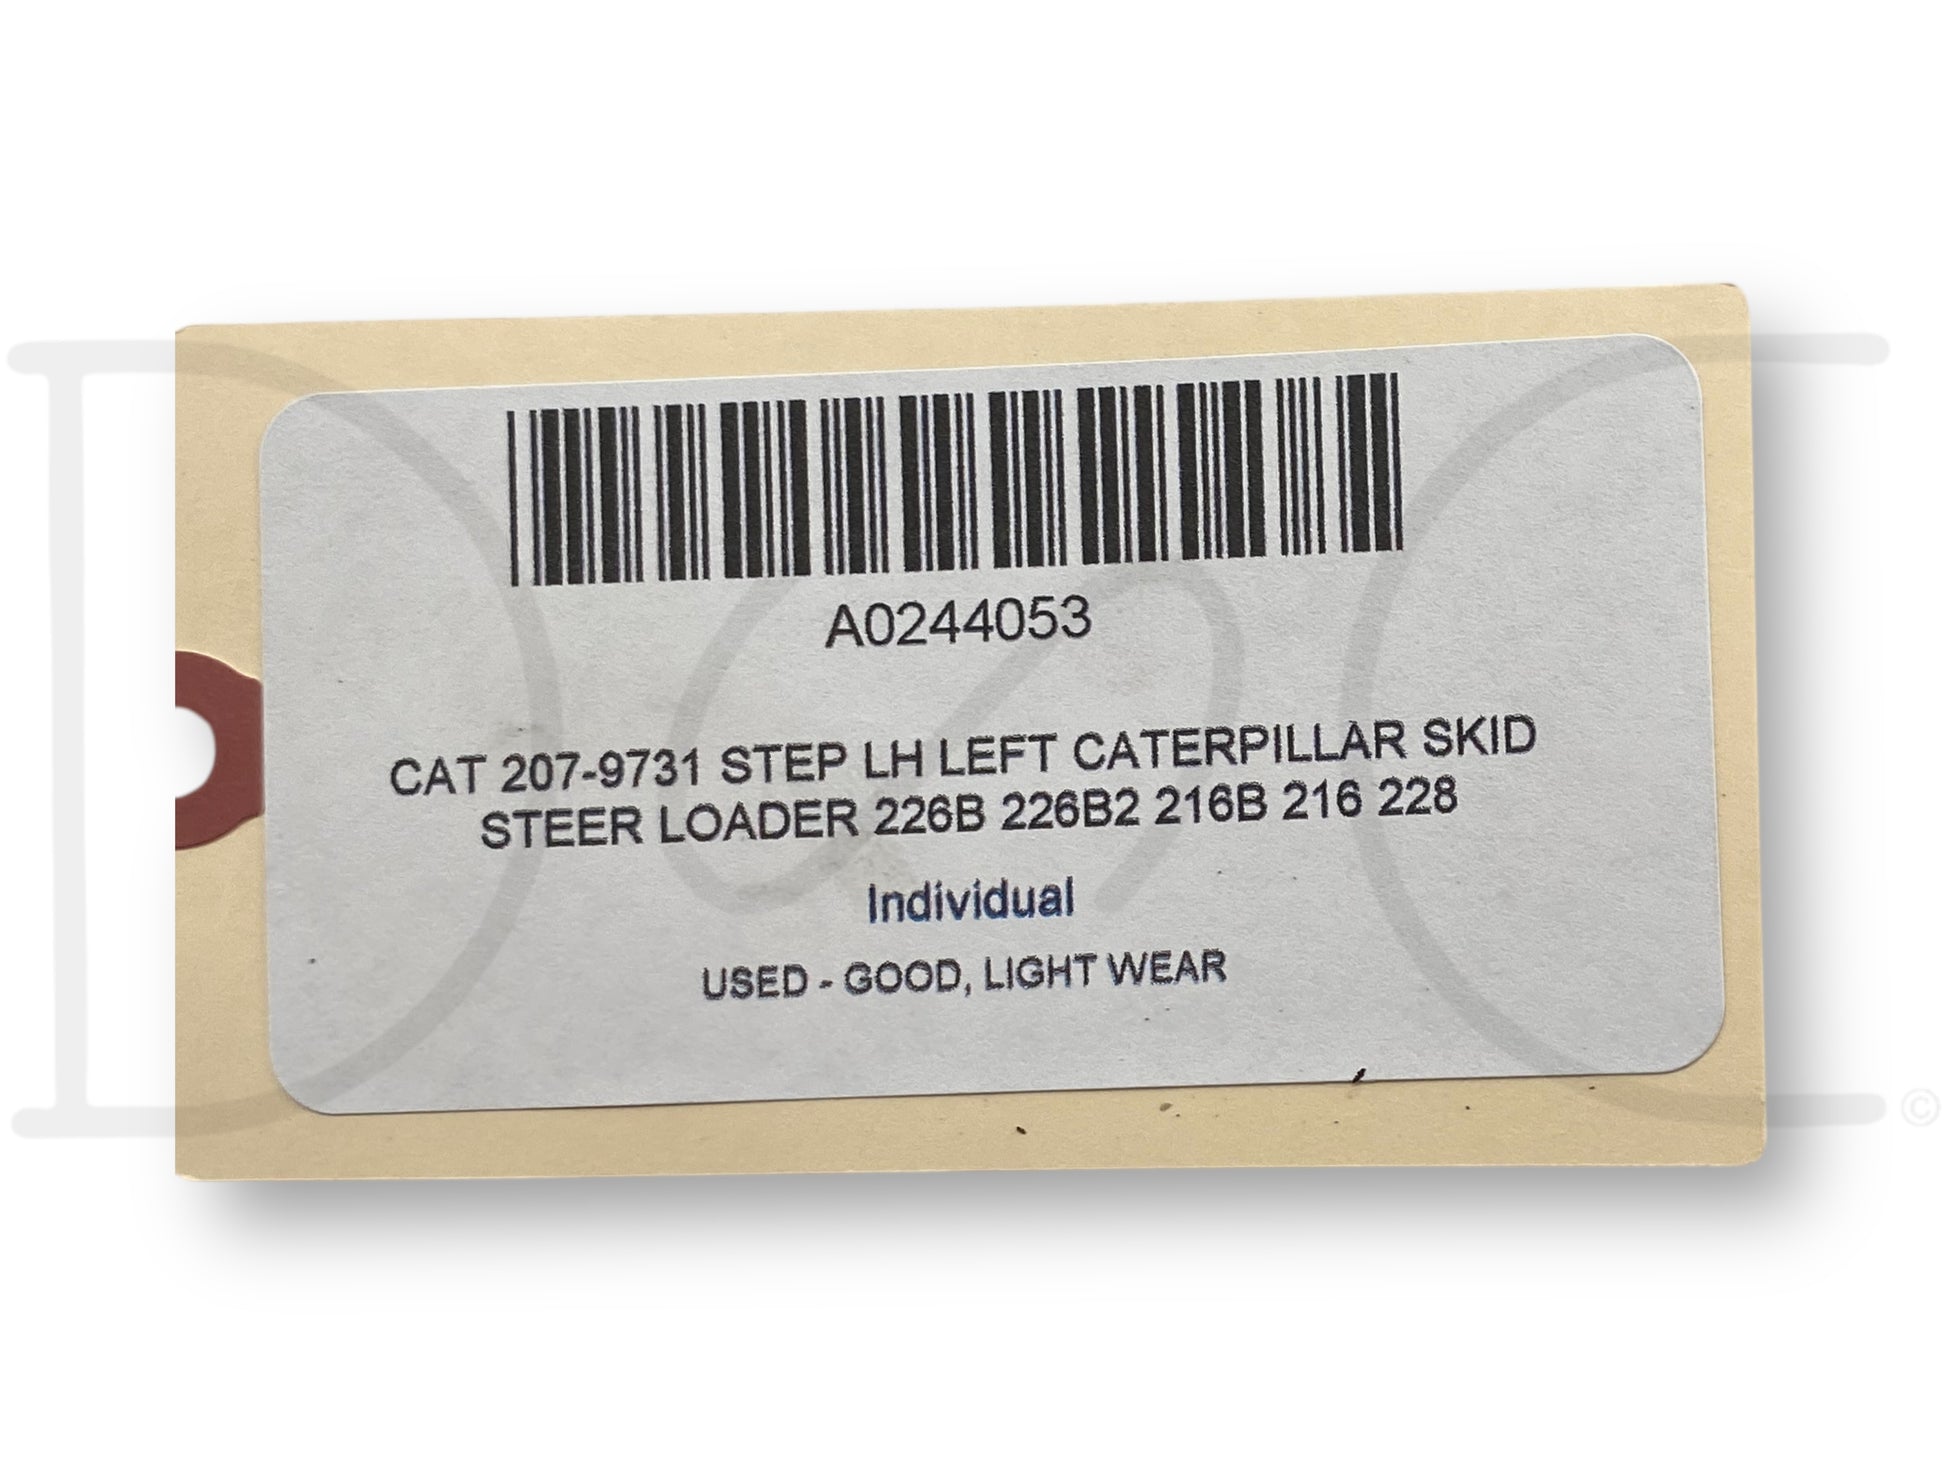 A0244053
CAT 207-9731 STEP LH LEFT CATERPILLAR SKID
STEER LOADER 226B 226B2 216B 216 228
Individual
USED - GOOD, LIGHT WEAR
©